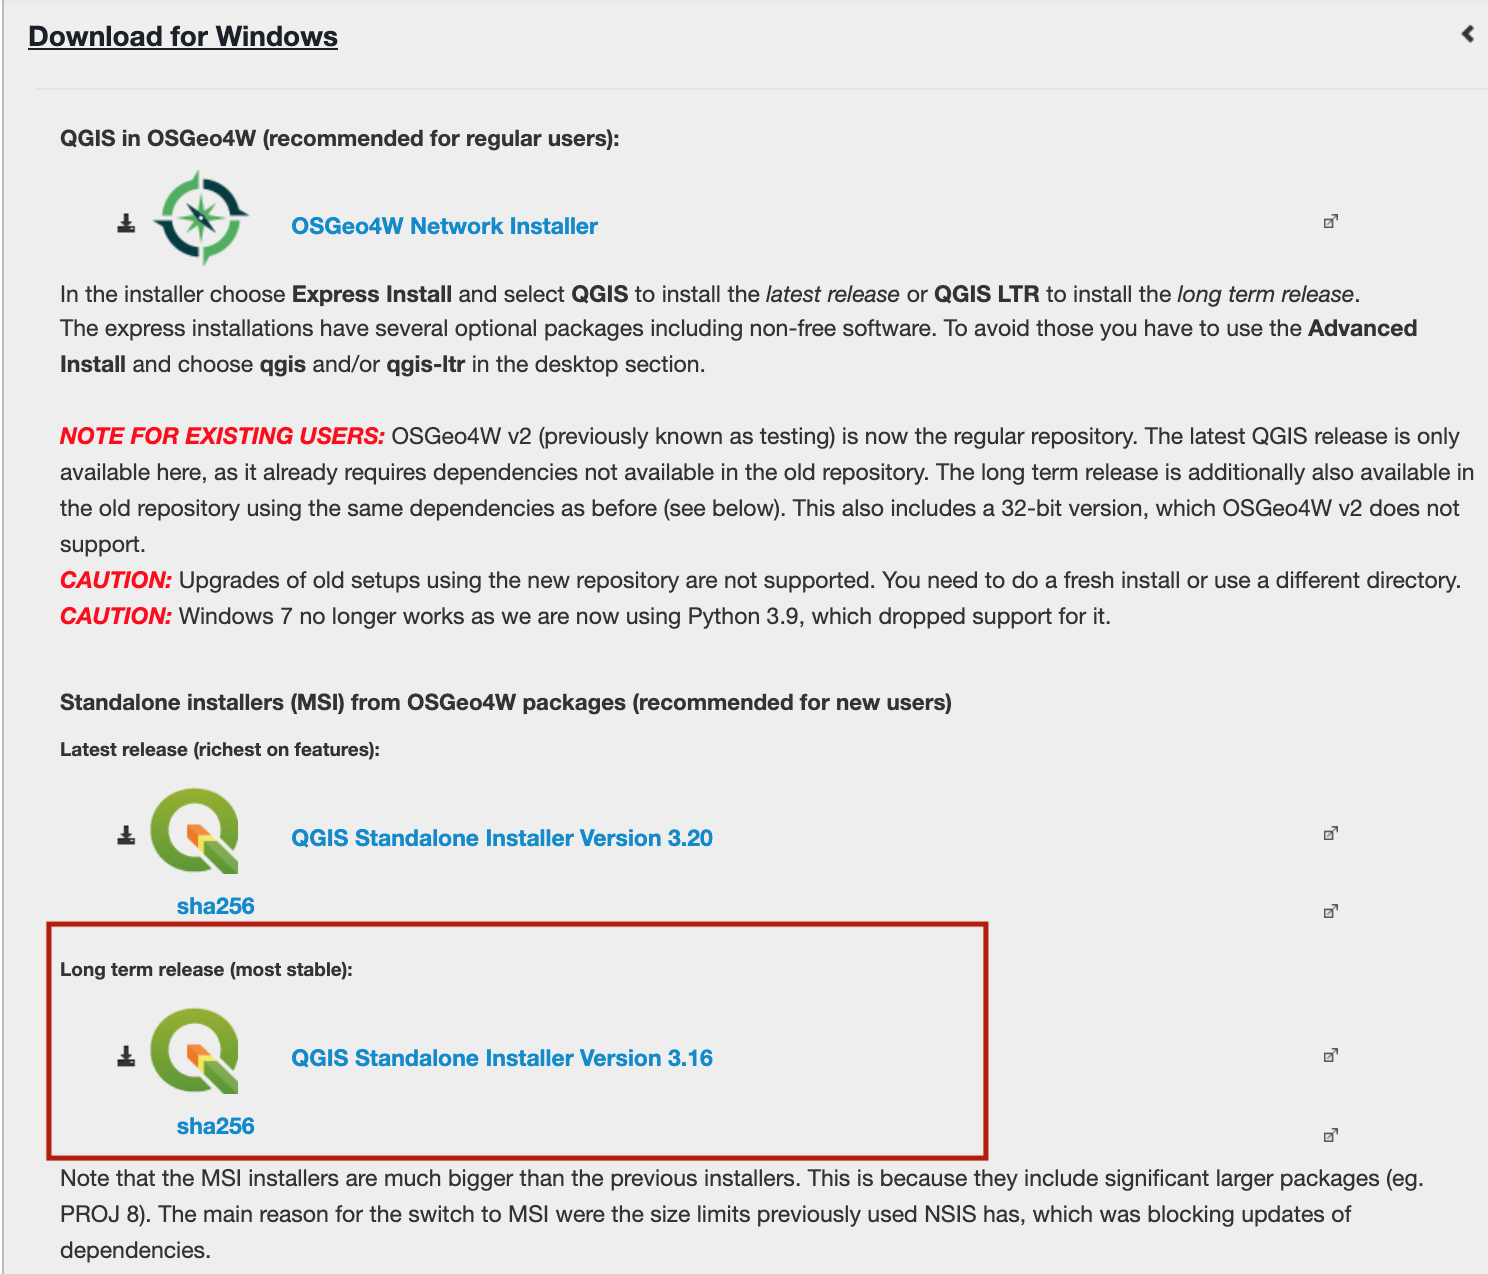 Download for Windows
QGIS in OSGeo4W (recommended for regular users):
OSGeo4W Network Installer
In the installer choose Express Install and select QGIS to install the latest release or QGIS LTR to install the long term release.
The express installations have several optional packages including non-free software. To avoid those you have to use the Advanced
Install and choose qgis and/or qgis-ltr in the desktop section.
NOTE FOR EXISTING USERS: OSGeo4W v2 (previously known as testing) is now the regular repository. The latest QGIS release is only
available here, as it already requires dependencies not available in the old repository. The long term release is additionally also available in
the old repository using the same dependencies as before (see below). This also includes a 32-bit version, which OSGeo4W v2 does not
support.
CAUTION: Upgrades of old setups using the new repository are not supported. You need to do a fresh install or use a different directory.
CAUTION: Windows 7 no longer works as we are now using Python 3.9, which dropped support for it.
Standalone installers (MSI) from OSGeo4W packages (recommended for new users)
Latest release (richest on features):
QGIS Standalone Installer Version 3.20
sha256
Long term release (most stable):
QGIS Standalone Installer Version 3.16
sha256
Note that the MSI installers are much bigger than the previous installers. This is because they include significant larger packages (eg.
PROJ 8). The main reason for the switch to MSI were the size limits previously used NSIS has, which was blocking updates of
dependencies.